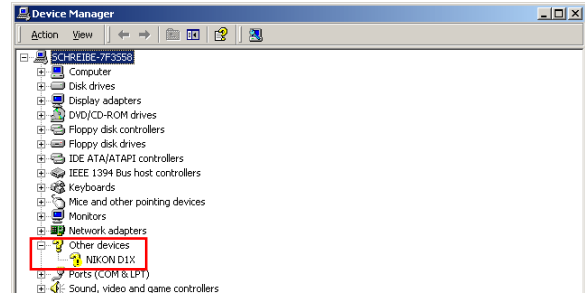 Device Manager
Action View
SCHREIBE-7F3S58
Computer
Disk drives
Display adapters
DVD/CD-ROM drives
Floppy disk controllers
Floppy disk drives
IDE ATA/ATAPI controllers
IEEE 1394 Bus host controllers
Keyboards
Mice and other pointing devices
Monitors
Network adapters
Other devices
NIKON D1X
Ports (COM & LPT)
Sound, video and game controllers